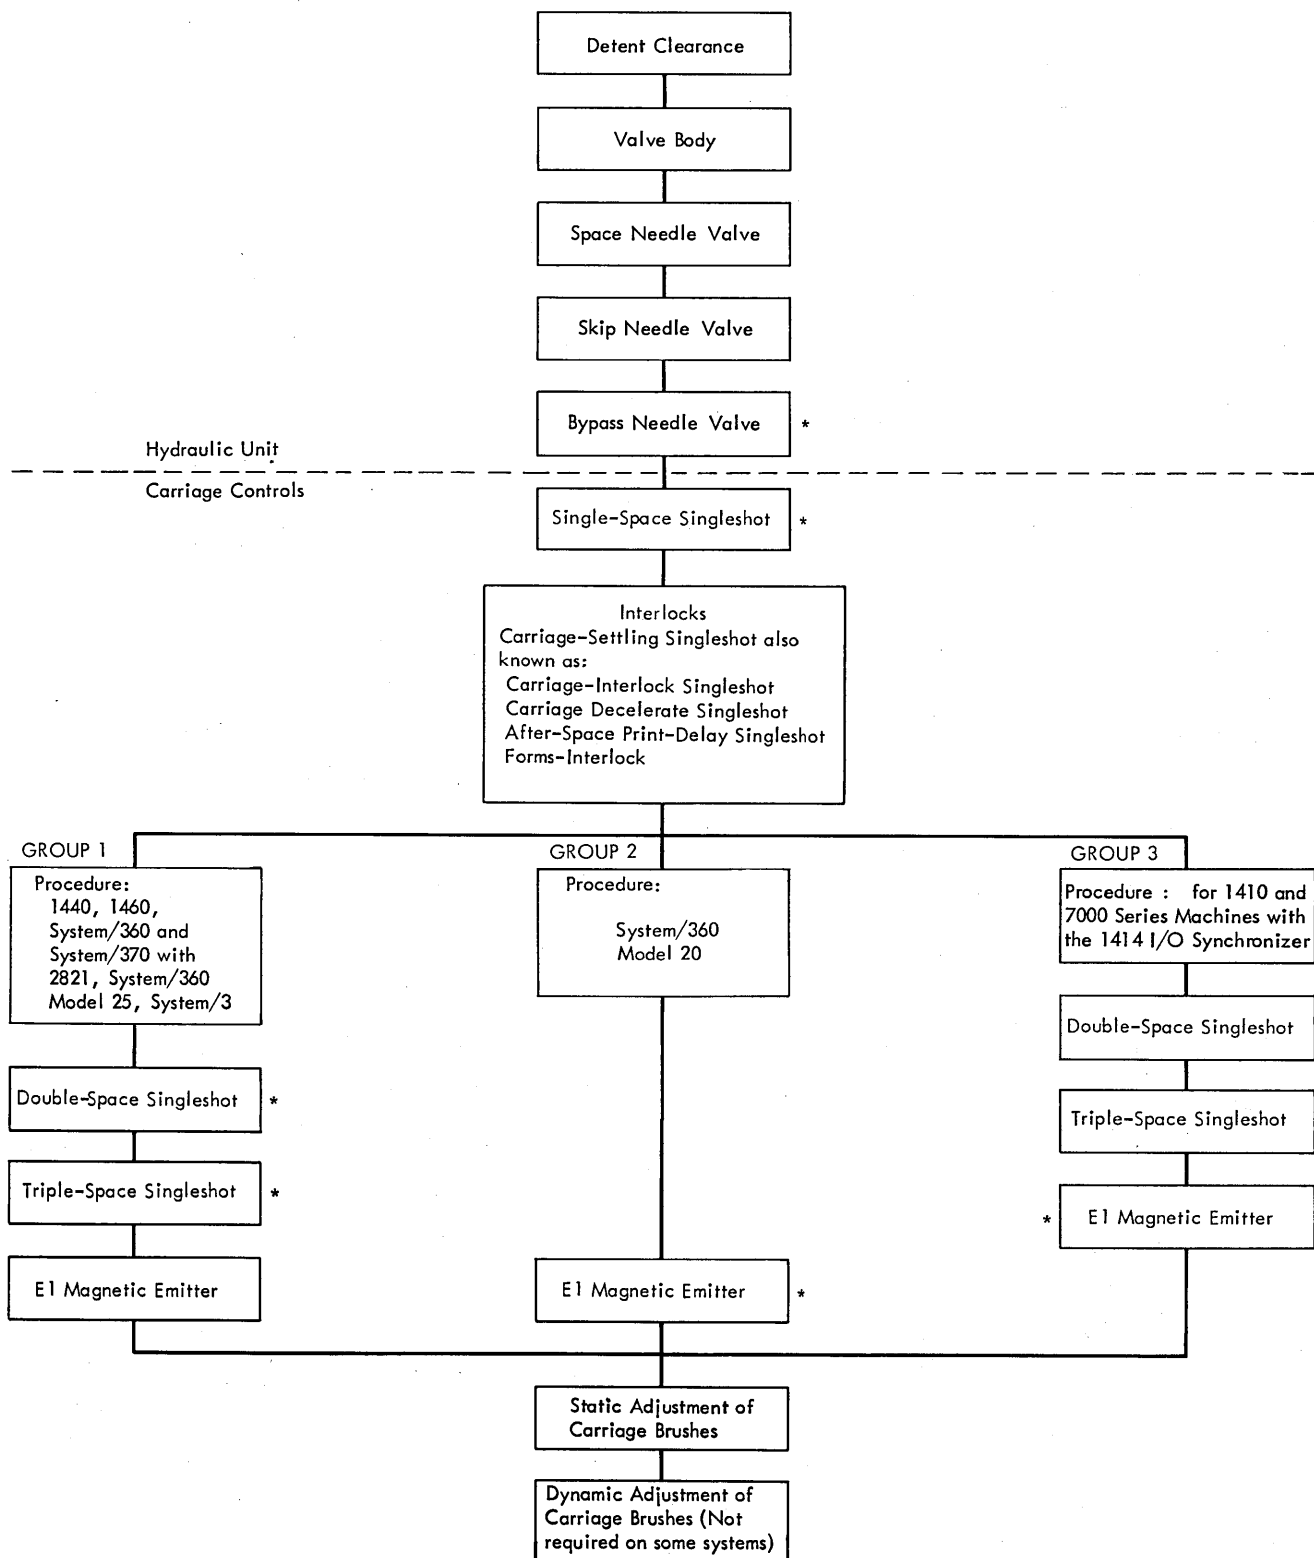 Detent Clearance
Valve Body
Space Needle Valve
Skip Needle Valve
Bypass Needle Valve *
Hydraulic Unit
Carriage Controls
Single-Space Singleshot *
Interlocks
Carriage-Settling Singleshot also
known as:
Carriage-Interlock Singleshot
Carriage Decelerate Singleshot
After-Space Print-Delay Singleshot
Forms-Interlock
GROUP 1
Procedure:
1440, 1460,
System/360 and
System/370 with
2821, System/360
Model 25, System/3
Double-Space Singleshot *
Triple-Space Singleshot *
E1 Magnetic Emitter
GROUP 2
Procedure:
System/360
Model 20
E1 Magnetic Emitter *
GROUP 3
Procedure : for 1410 and
7000 Series Machines with
the 1414 I/O Synchronizer
Double-Space Singleshot
Triple-Space Singleshot
* E1 Magnetic Emitter
Static Adjustment of
Carriage Brushes
Dynamic Adjustment of
Carriage Brushes (Not
required on some systems)